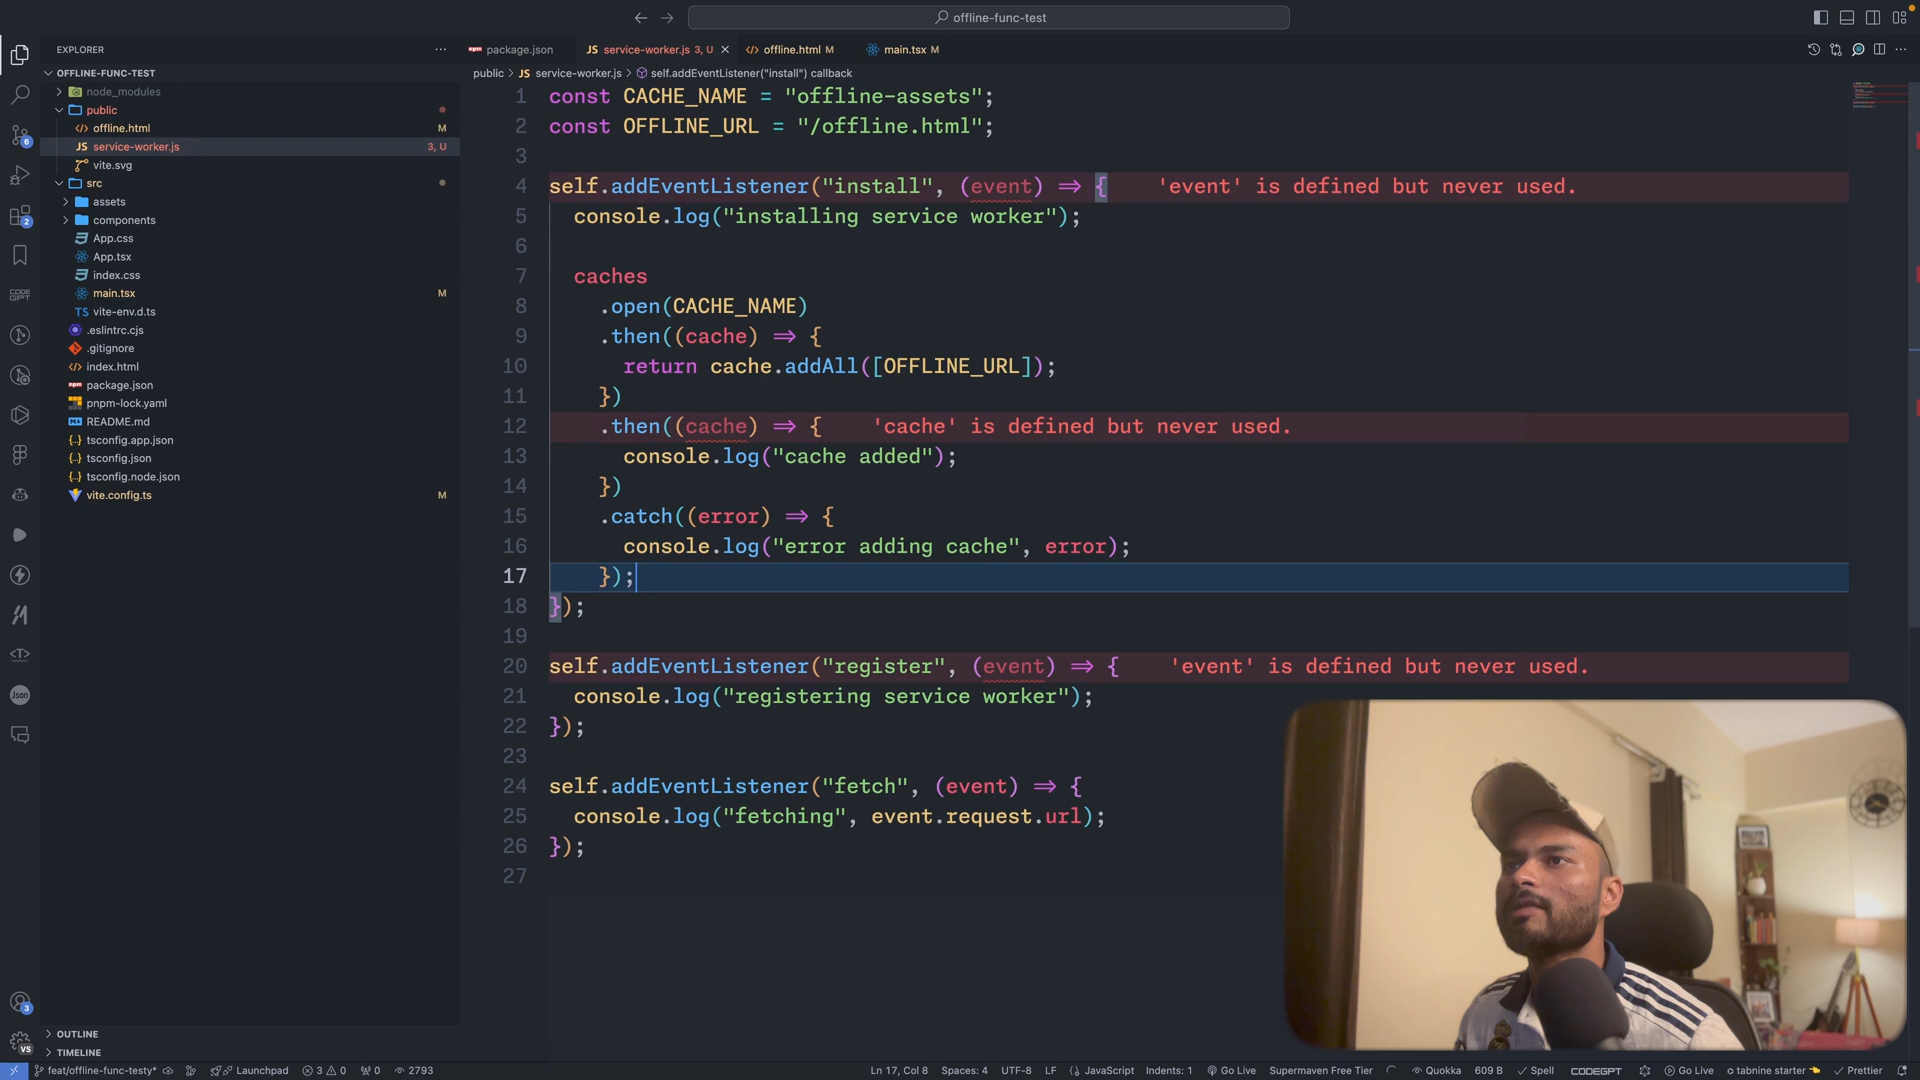 offline-func-test
EXPLORER
package.json
service-worker.js 3, U
offline.html M
main.tsx M
OFFLINE-FUNC-TEST
public > JS service-worker.js > self.addEventListener("install") callback
node_modules
public
offline.html M
JS service-worker.js 3, U
vite.svg
src
assets
components
App.css
App.tsx
index.css
main.tsx M
TS vite-env.d.ts
.eslintrc.cjs
.gitignore
index.html
package.json
pnpm-lock.yaml
README.md
tsconfig.app.json
tsconfig.json
tsconfig.node.json
vite.config.ts M
1 const CACHE_NAME = "offline-assets";
2 const OFFLINE_URL = "/offline.html";
3
4 self.addEventListener("install", (event) => { 'event' is defined but never used.
5 console.log("installing service worker");
6
7 caches
8 .open(CACHE_NAME)
9 .then((cache) => {
10 return cache.addAll([OFFLINE_URL]);
11 })
12 .then((cache) => { 'cache' is defined but never used.
13 console.log("cache added");
14 })
15 .catch((error) => {
16 console.log("error adding cache", error);
17 });
18 });
19
20 self.addEventListener("register", (event) => { 'event' is defined but never used.
21 console.log("registering service worker");
22 });
23
24 self.addEventListener("fetch", (event) => {
25 console.log("fetching", event.request.url);
26 });
27
OUTLINE
TIMELINE
feat/offline-func-testy* Launchpad 3 0 0 2793 Ln 17, Col 8 Spaces: 4 UTF-8 LF JavaScript Indents: 1 Go Live Supermaven Free Tier Quokka 609 B Spell CODEGPT Go Live tabnine starter Prettier